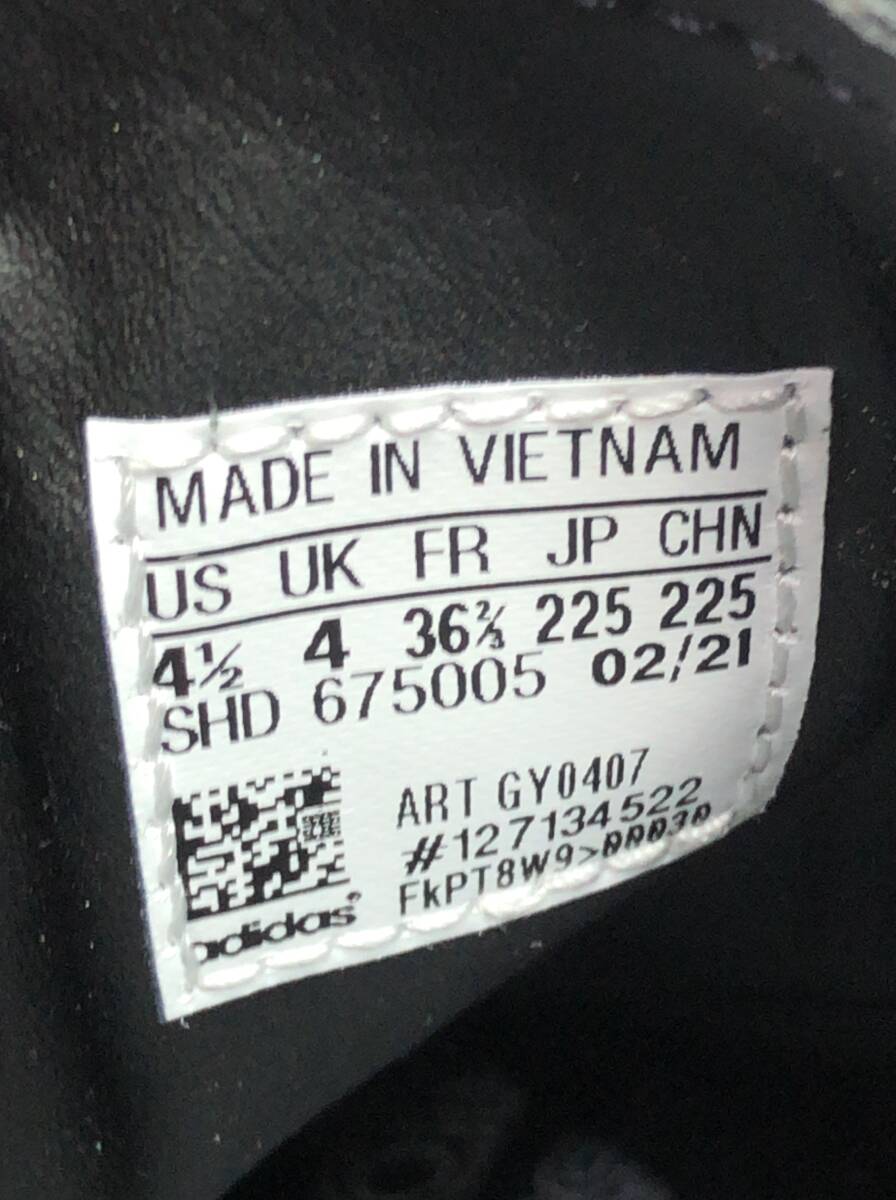 MADE IN VIETNAM
US UK FR JP CHN
4½ 4 36⅔ 225 225
SHD 675005 02/21
ART GY0407
#127134522
FkPT8W9>00030
adidas